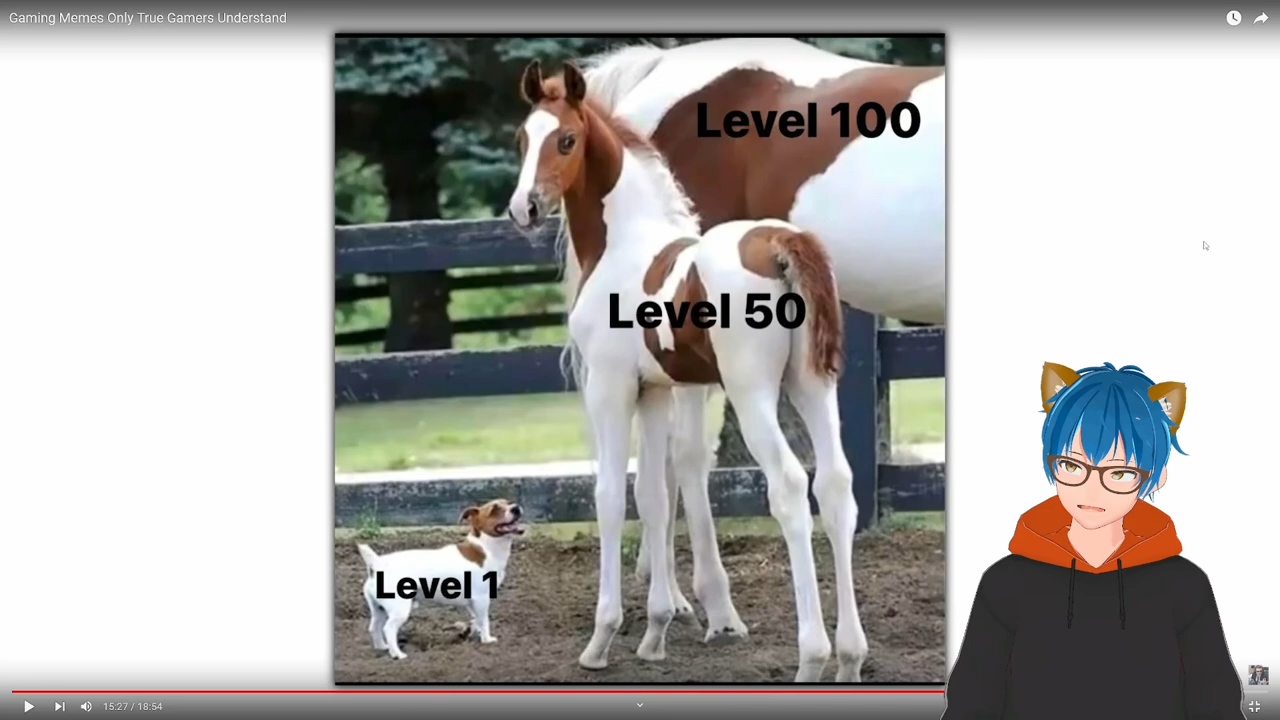 Gaming Memes Only True Gamers Understand
Level 100
Level 50
Level 1
15:27 / 18:54